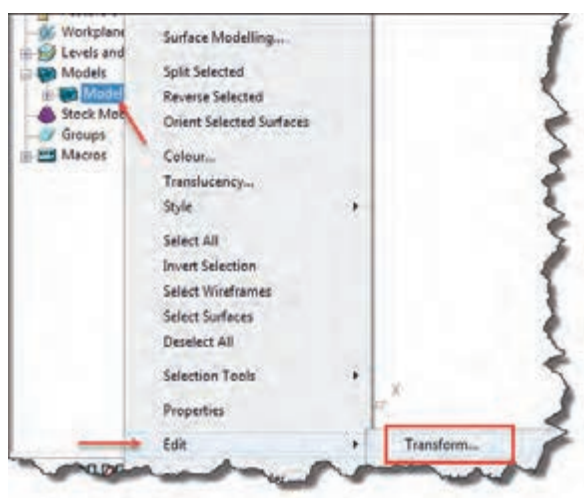 Workplane
Levels and
Models
Model
Stock Mod
Groups
Macros
Surface Modelling...
Split Selected
Reverse Selected
Orient Selected Surfaces
Colour...
Translucency...
Style
Select All
Invert Selection
Select Wireframes
Select Surfaces
Deselect All
Selection Tools
Properties
Edit
Transform...
X